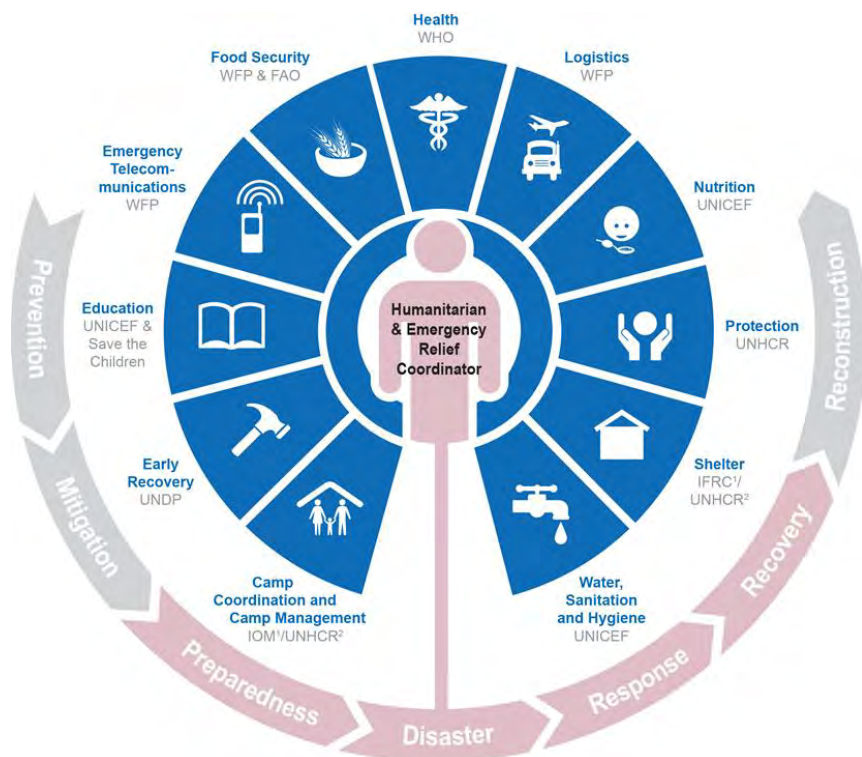 Health
WHO
Food Security
WFP & FAO
Logistics
WFP
Emergency
Telecom-
munications
WFP
Nutrition
UNICEF
Education
UNICEF &
Save the
Children
Humanitarian
& Emergency
Relief
Coordinator
Protection
UNHCR
Early
Recovery
UNDP
Shelter
IFRC¹/
UNHCR²
Camp
Coordination and
Camp Management
IOM¹/UNHCR²
Water,
Sanitation
and Hygiene
UNICEF
Prevention
Mitigation
Preparedness
Disaster
Response
Recovery
Reconstruction